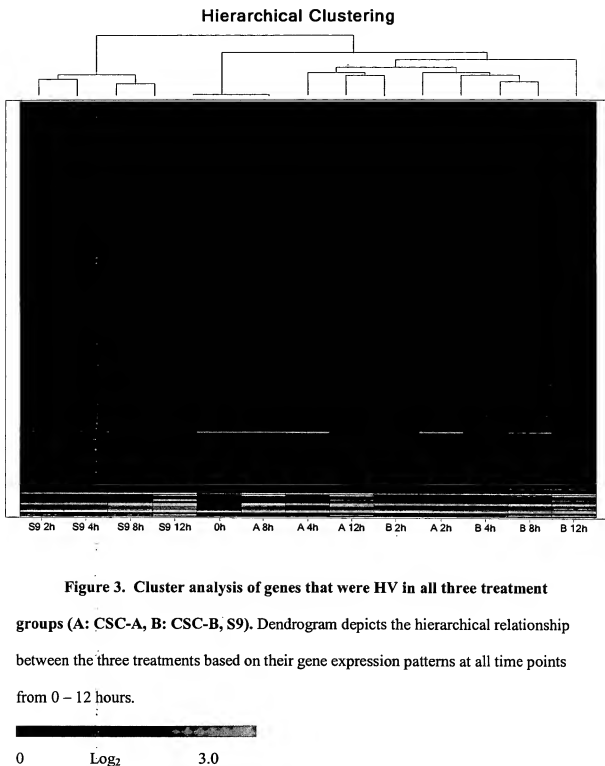 Hierarchical Clustering
S9 2h S9 4h S9 8h S9 12h 0h A 8h A 4h A 12h B 2h A 2h B 4h B 8h B 12h
Figure 3. Cluster analysis of genes that were HV in all three treatment
groups (A: CSC-A, B: CSC-B, S9). Dendrogram depicts the hierarchical relationship
between the three treatments based on their gene expression patterns at all time points
from 0 – 12 hours.
0 Log₂ 3.0